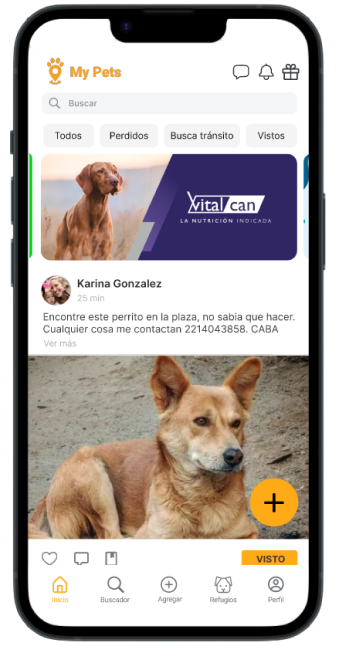 My Pets
Buscar
Todos
Perdidos
Busca tránsito
Vistos
Vital can
LA NUTRICIÓN INDICADA
Karina Gonzalez
25 min
Encontre este perrito en la plaza, no sabia que hacer.
Cualquier cosa me contactan 2214043858. CABA
Ver más
VISTO
Inicio
Buscador
Agregar
Refugios
Perfil